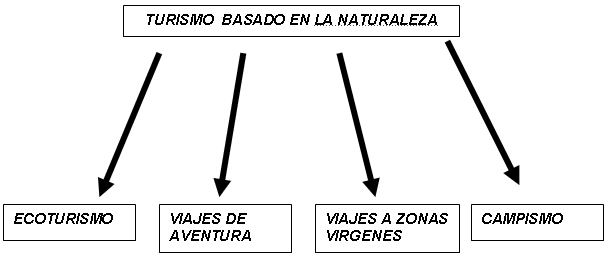 TURISMO BASADO EN LA NATURALEZA
ECOTURISMO
VIAJES DE
AVENTURA
VIAJES A ZONAS
VIRGENES
CAMPISMO